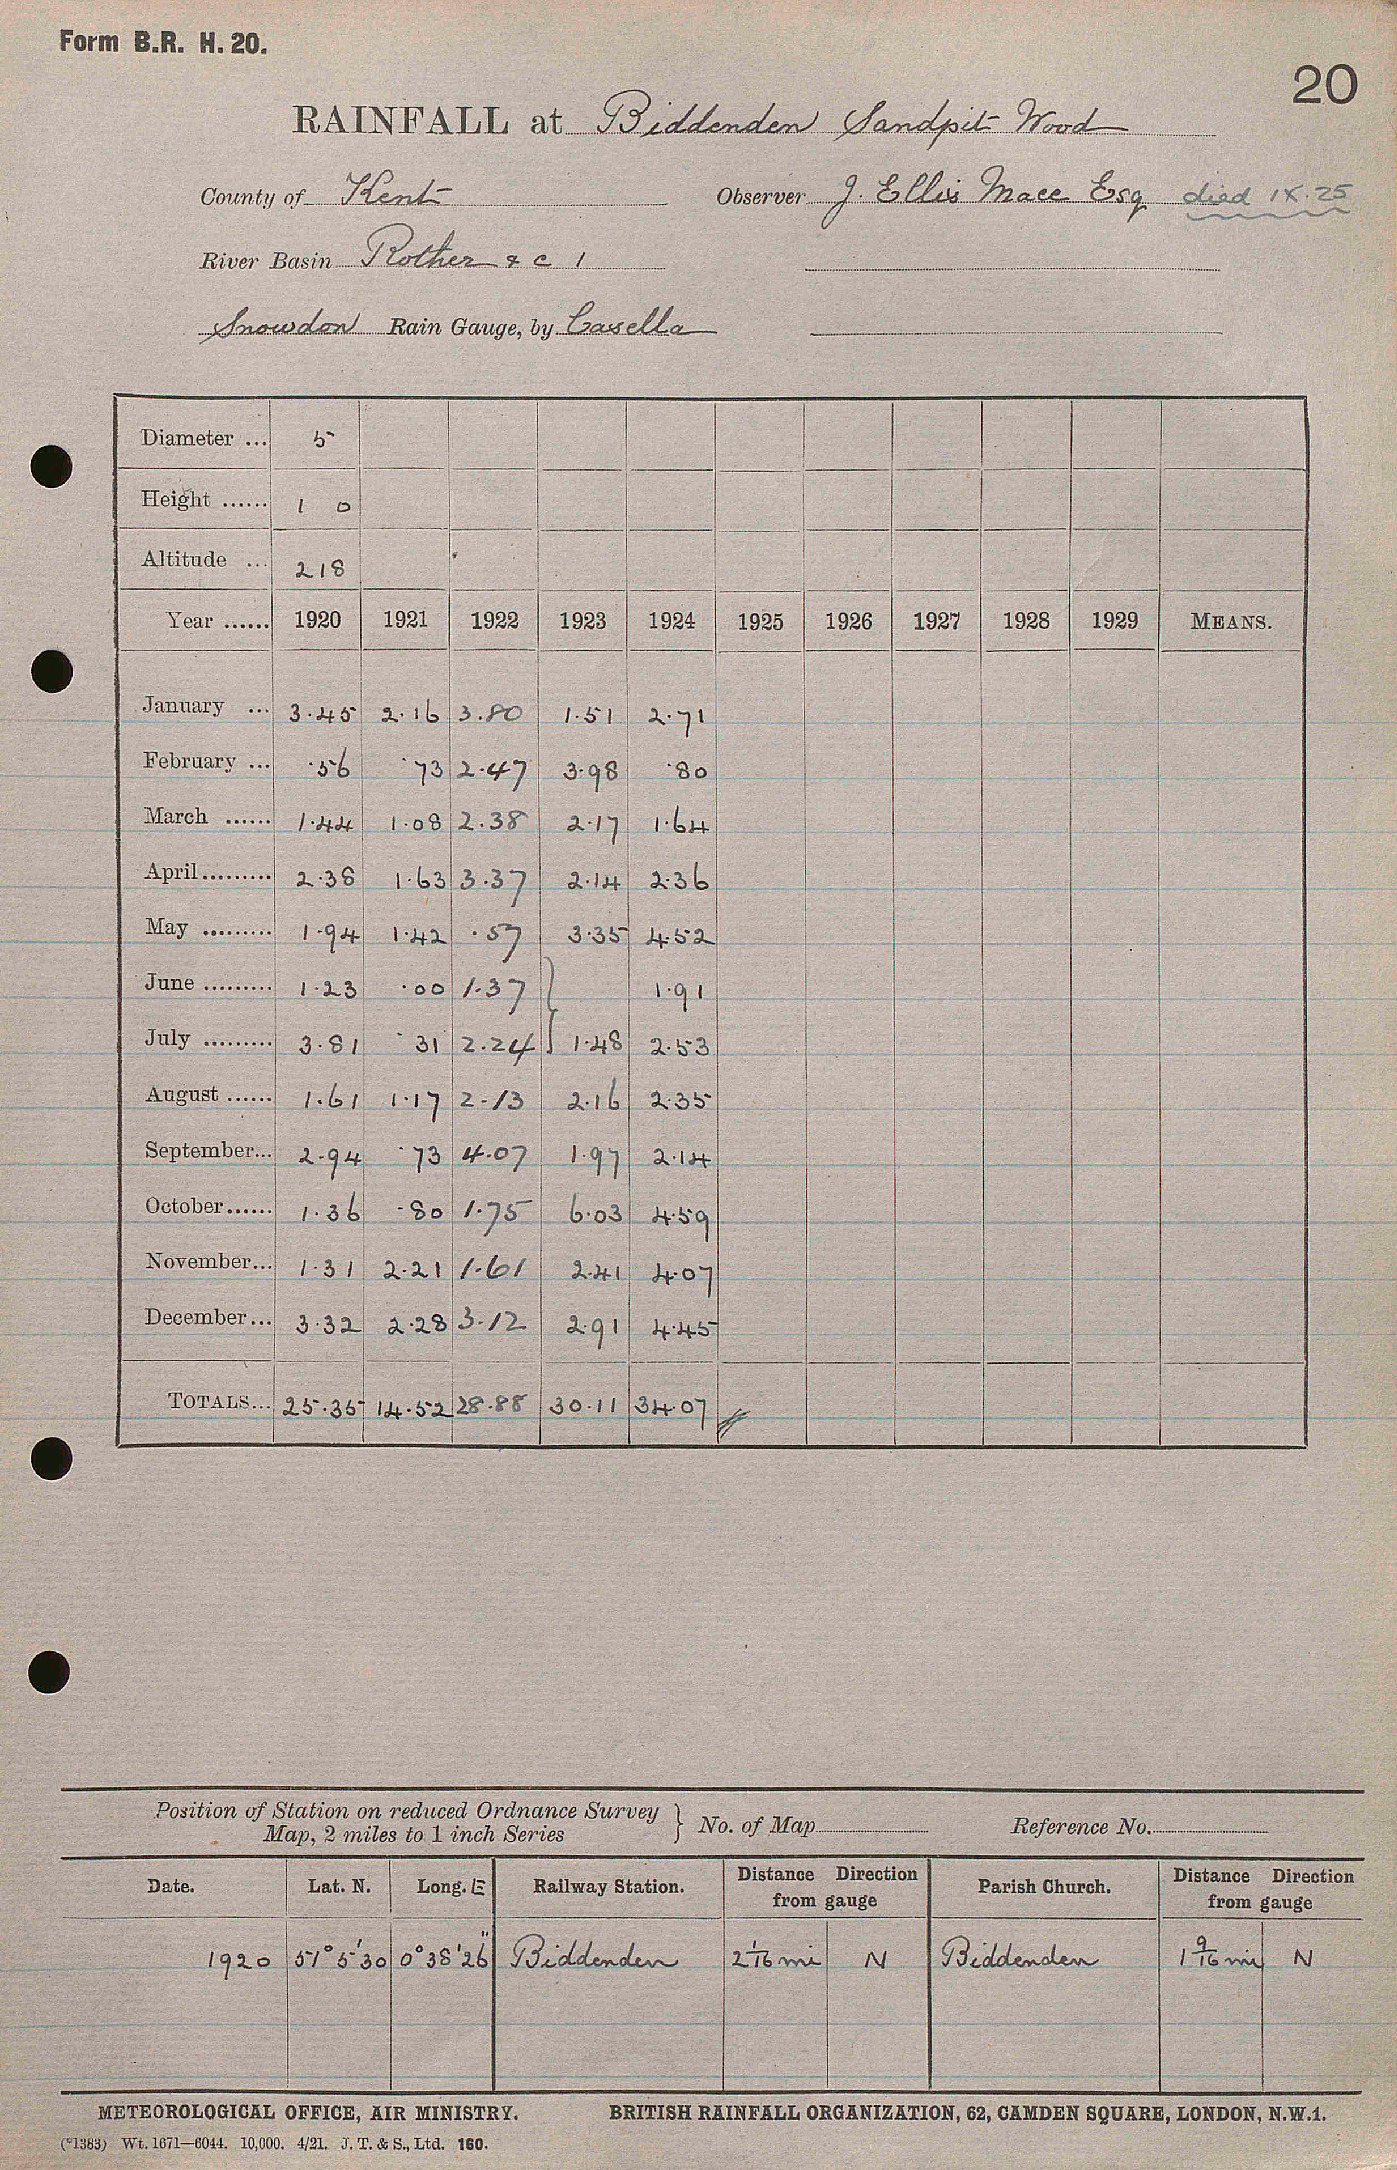 Form B.R. H. 20.
20
RAINFALL at Biddenden Sandpit Wood
County of Kent Observer J. Ellis Mace Esq died IX.25
River Basin Rother & c 1
Snowdon Rain Gauge, by Casella
Diameter ... 5
Height ...... 1 0
Altitude ... 218
Year ...... 1920 1921 1922 1923 1924 1925 1926 1927 1928 1929 MEANS.
January ... 3.45 2.16 3.80 1.51 2.71
February ... .56 .73 2.47 3.98 .80
March ...... 1.44 1.08 2.38 2.17 1.64
April......... 2.38 1.63 3.37 2.14 2.36
May ......... 1.94 1.42 .57 3.35 4.52
June ......... 1.23 .00 1.37 } 1.91
July ......... 3.81 .31 2.24 1.48 2.53
August ...... 1.61 1.17 2.13 2.16 2.35
September... 2.94 .73 4.07 1.97 2.14
October...... 1.36 .80 1.75 6.03 4.59
November... 1.31 2.21 1.61 2.41 4.07
December... 3.32 2.28 3.12 2.91 4.45
TOTALS... 25.35 14.52 28.88 30.11 34.07
Position of Station on reduced Ordnance Survey } No. of Map Reference No.
Map, 2 miles to 1 inch Series
Date. Lat. N. Long. E Railway Station. Distance Direction Parish Church. Distance Direction
from gauge from gauge
1920 51° 5' 30 0° 38' 26" Biddenden 2 1/16 mi N Biddenden 1 9/16 mi N
METEOROLOGICAL OFFICE, AIR MINISTRY. BRITISH RAINFALL ORGANIZATION, 62, CAMDEN SQUARE, LONDON, N.W.1.
(*1383) Wt. 1671—6044. 10,000. 4/21. J. T. & S., Ltd. 160.